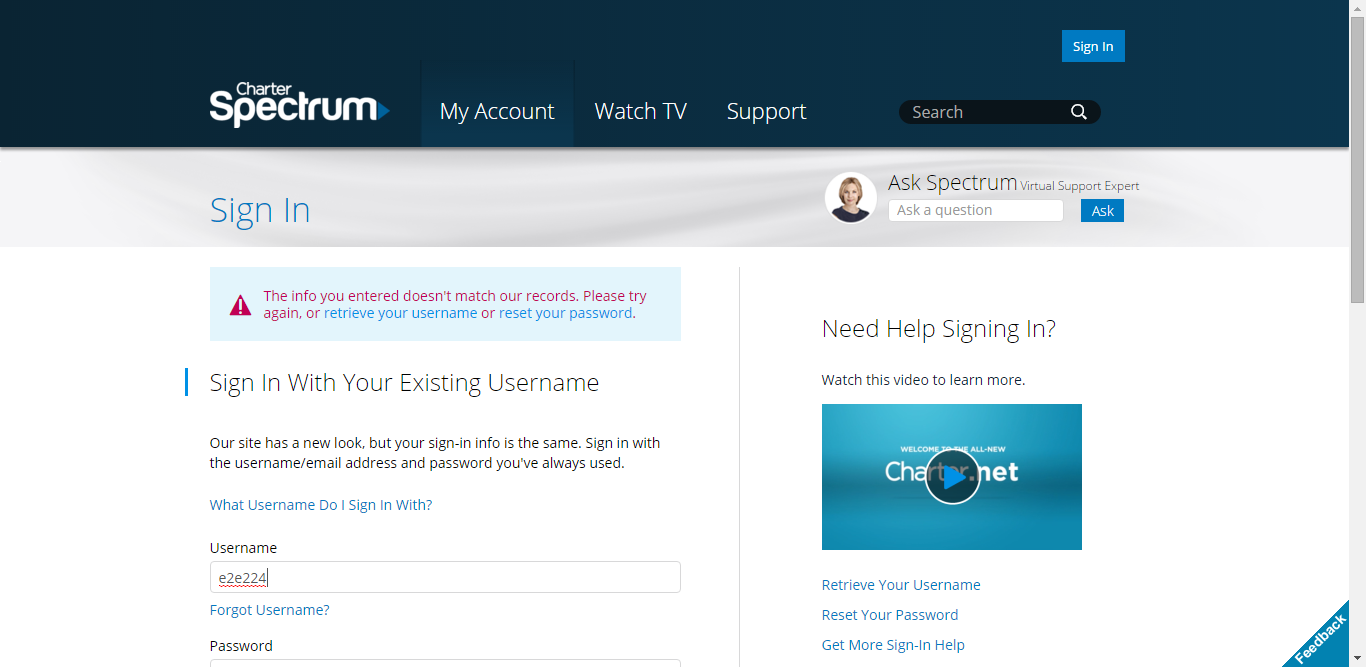 Sign In
Charter
Spectrum
My Account
Watch TV
Support
Search
Sign In
Ask Spectrum Virtual Support Expert
Ask a question
Ask
The info you entered doesn't match our records. Please try
again, or retrieve your username or reset your password.
Sign In With Your Existing Username
Our site has a new look, but your sign-in info is the same. Sign in with
the username/email address and password you've always used.
What Username Do I Sign In With?
Username
e2e224
Forgot Username?
Password
Need Help Signing In?
Watch this video to learn more.
WELCOME TO THE ALL-NEW
Charter.net
Retrieve Your Username
Reset Your Password
Get More Sign-In Help
Feedback